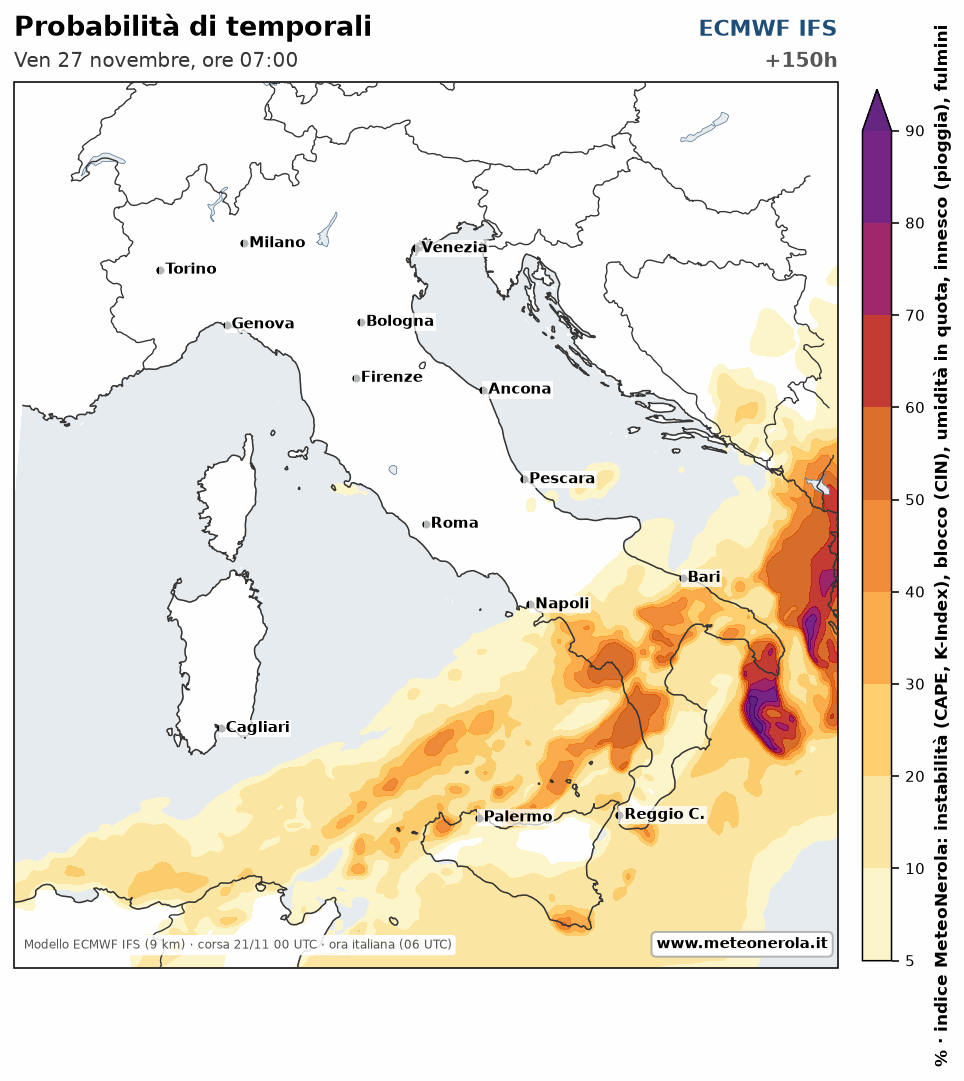 Probabilità di temporali
ECMWF IFS
Ven 27 novembre, ore 07:00
+150h
Milano
Venezia
Torino
Genova
Bologna
Firenze
Ancona
Pescara
Roma
Bari
Napoli
Cagliari
Palermo
Reggio C.
Modello ECMWF IFS (9 km) · corsa 21/11 00 UTC · ora italiana (06 UTC)
www.meteonerola.it
90
80
70
60
50
40
30
20
10
5
% · indice MeteoNerola: instabilità (CAPE, K-Index), blocco (CIN), umidità in quota, innesco (pioggia), fulmini